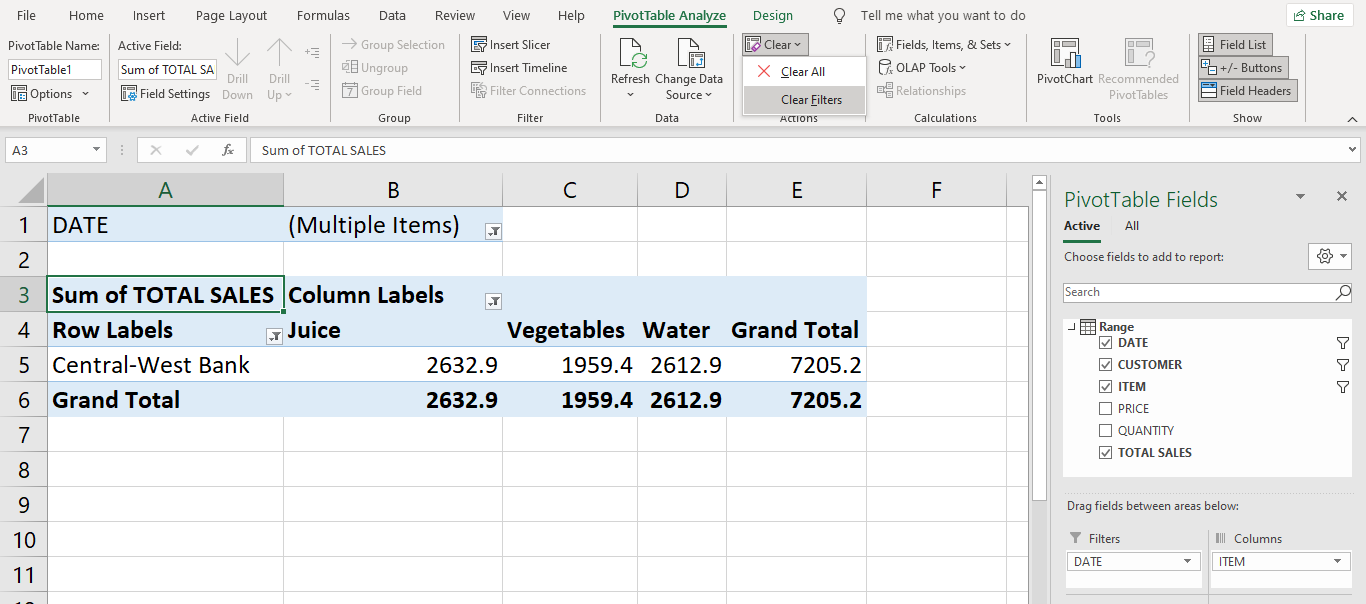 File Home Insert Page Layout Formulas Data Review View Help PivotTable Analyze Design Tell me what you want to do Share
PivotTable Name:
PivotTable1
Options
PivotTable
Active Field:
Sum of TOTAL SA
Field Settings
Drill Down
Drill Up
Active Field
Group Selection
Ungroup
Group Field
Group
Insert Slicer
Insert Timeline
Filter Connections
Filter
Refresh
Change Data Source
Data
Clear
Clear All
Clear Filters
Actions
Fields, Items, & Sets
OLAP Tools
Relationships
Calculations
PivotChart
Recommended PivotTables
Tools
Field List
+/- Buttons
Field Headers
Show
A3 fx Sum of TOTAL SALES
A B C D E F
1 DATE (Multiple Items)
2
3 Sum of TOTAL SALES Column Labels
4 Row Labels Juice Vegetables Water Grand Total
5 Central-West Bank 2632.9 1959.4 2612.9 7205.2
6 Grand Total 2632.9 1959.4 2612.9 7205.2
7
8
9
10
11
PivotTable Fields
Active All
Choose fields to add to report:
Search
Range
DATE
CUSTOMER
ITEM
PRICE
QUANTITY
TOTAL SALES
Drag fields between areas below:
Filters Columns
DATE ITEM